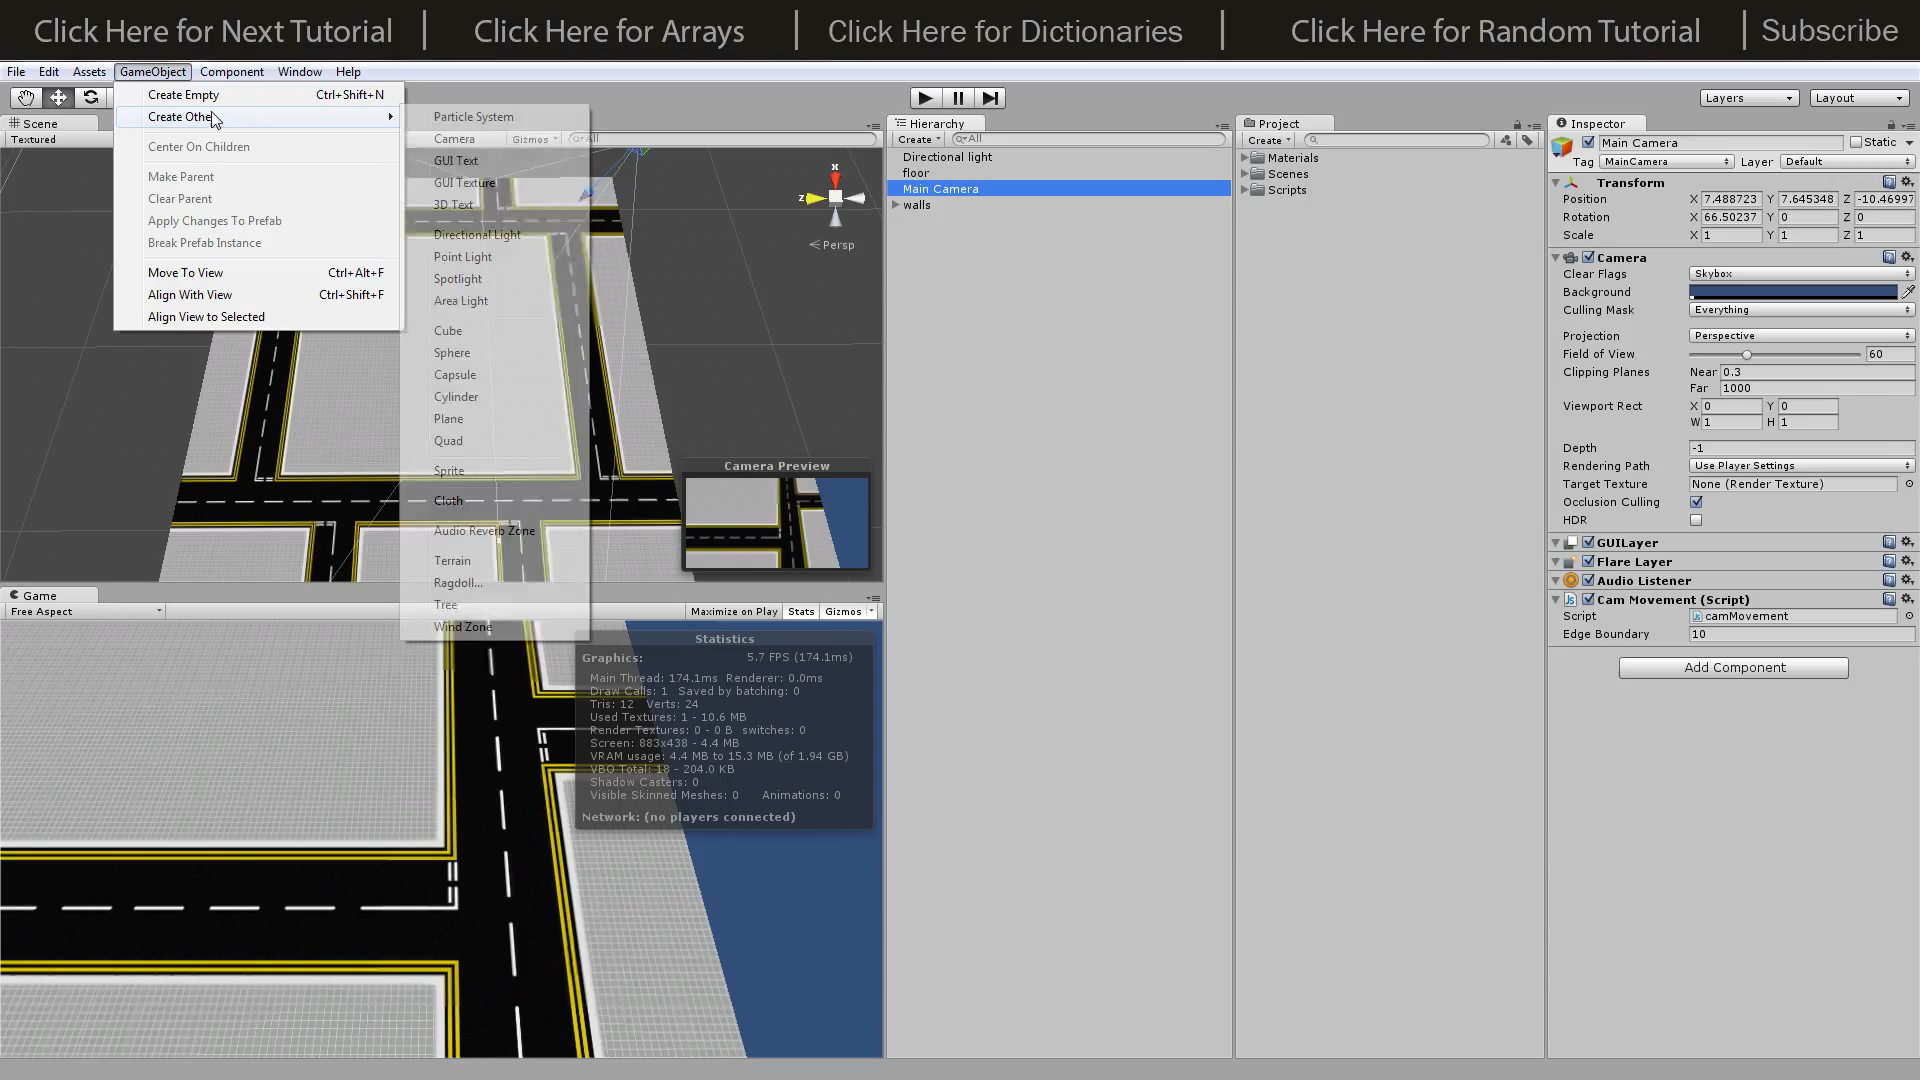 Click Here for Next Tutorial | Click Here for Arrays | Click Here for Dictionaries | Click Here for Random Tutorial | Subscribe
File Edit Assets GameObject Component Window Help
Create Empty Ctrl+Shift+N
Create Othe
Center On Children
Make Parent
Clear Parent
Apply Changes To Prefab
Break Prefab Instance
Move To View Ctrl+Alt+F
Align With View Ctrl+Shift+F
Align View to Selected
Particle System
Camera
GUI Text
GUI Texture
3D Text
Directional Light
Point Light
Spotlight
Area Light
Cube
Sphere
Capsule
Cylinder
Plane
Quad
Sprite
Cloth
Audio Reverb Zone
Terrain
Ragdoll...
Tree
Wind Zone
Scene
Textured
Gizmos
All
x
z
Persp
Camera Preview
Game
Free Aspect
Maximize on Play Stats Gizmos
Statistics
Graphics: 5.7 FPS (174.1ms)
Main Thread: 174.1ms Renderer: 0.0ms
Draw Calls: 1 Saved by batching: 0
Tris: 12 Verts: 24
Used Textures: 1 - 10.6 MB
Render Textures: 0 - 0 B switches: 0
Screen: 883x438 - 4.4 MB
VRAM usage: 4.4 MB to 15.3 MB (of 1.94 GB)
VBO Total: 18 - 204.0 KB
Shadow Casters: 0
Visible Skinned Meshes: 0 Animations: 0
Network: (no players connected)
Hierarchy
Create All
Directional light
floor
Main Camera
walls
Project
Create
Materials
Scenes
Scripts
Layers Layout
Inspector
Main Camera Static
Tag MainCamera Layer Default
Transform
Position X 7.488723 Y 7.645348 Z -10.46997
Rotation X 66.50237 Y 0 Z 0
Scale X 1 Y 1 Z 1
Camera
Clear Flags Skybox
Background
Culling Mask Everything
Projection Perspective
Field of View 60
Clipping Planes Near 0.3
Far 1000
Viewport Rect X 0 Y 0
W 1 H 1
Depth -1
Rendering Path Use Player Settings
Target Texture None (Render Texture)
Occlusion Culling
HDR
GUILayer
Flare Layer
Audio Listener
Cam Movement (Script)
Script camMovement
Edge Boundary 10
Add Component